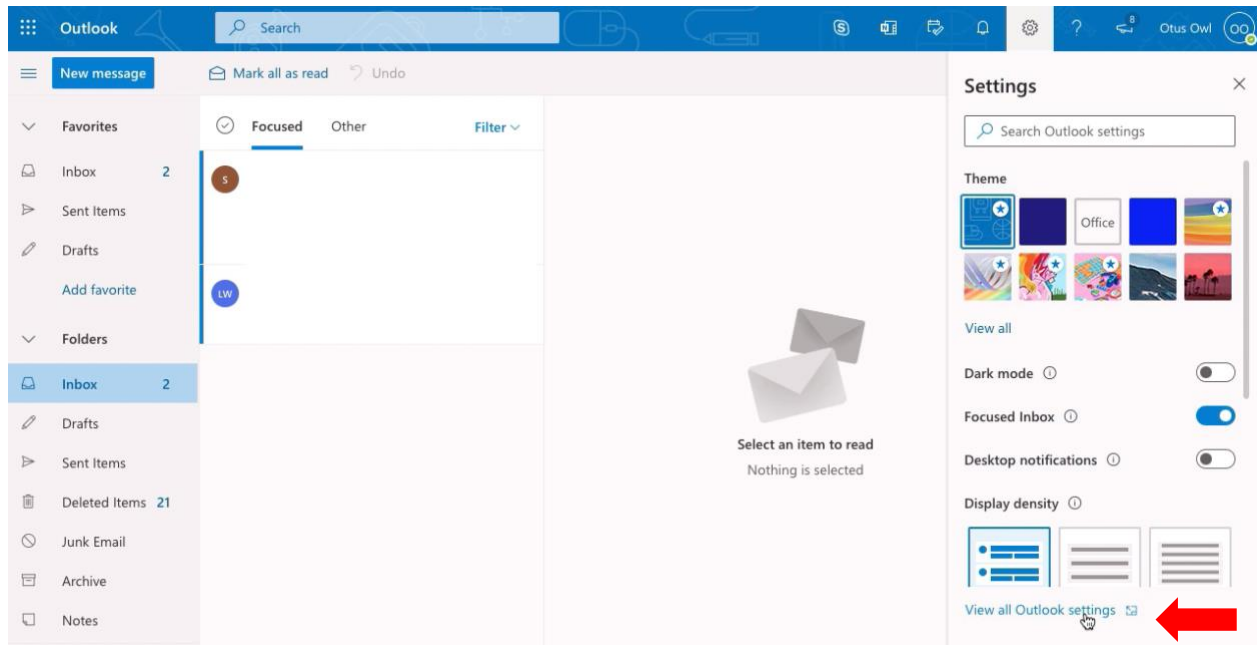 Outlook
Search
8
Otus Owl
OO
New message
Mark all as read
Undo
Favorites
Inbox 2
Sent Items
Drafts
Add favorite
Folders
Inbox 2
Drafts
Sent Items
Deleted Items 21
Junk Email
Archive
Notes
Focused
Other
Filter
S
LW
Select an item to read
Nothing is selected
Settings
Search Outlook settings
Theme
Office
View all
Dark mode
Focused Inbox
Desktop notifications
Display density
View all Outlook settings